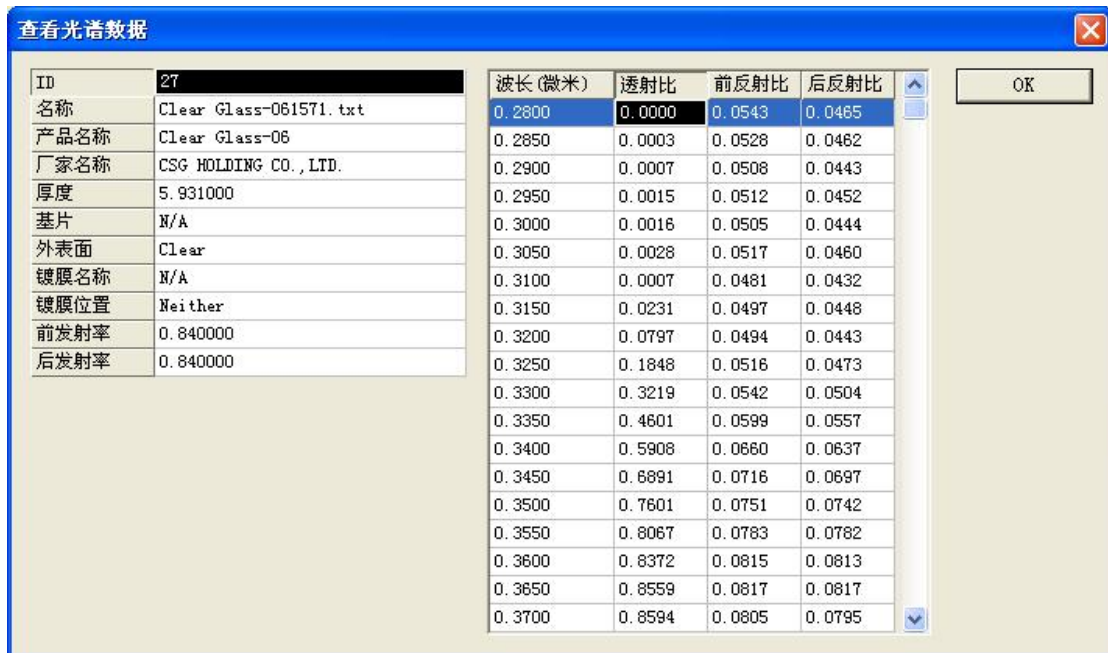 查看光谱数据
ID 27
名称 Clear Glass-061571.txt
产品名称 Clear Glass-06
厂家名称 CSG HOLDING CO.,LTD.
厚度 5.931000
基片 N/A
外表面 Clear
镀膜名称 N/A
镀膜位置 Neither
前发射率 0.840000
后发射率 0.840000
波长(微米) 透射比 前反射比 后反射比
0.2800 0.0000 0.0543 0.0465
0.2850 0.0003 0.0528 0.0462
0.2900 0.0007 0.0508 0.0443
0.2950 0.0015 0.0512 0.0452
0.3000 0.0016 0.0505 0.0444
0.3050 0.0028 0.0517 0.0460
0.3100 0.0007 0.0481 0.0432
0.3150 0.0231 0.0497 0.0448
0.3200 0.0797 0.0494 0.0443
0.3250 0.1848 0.0516 0.0473
0.3300 0.3219 0.0542 0.0504
0.3350 0.4601 0.0599 0.0557
0.3400 0.5908 0.0660 0.0637
0.3450 0.6891 0.0716 0.0697
0.3500 0.7601 0.0751 0.0742
0.3550 0.8067 0.0783 0.0782
0.3600 0.8372 0.0815 0.0813
0.3650 0.8559 0.0817 0.0817
0.3700 0.8594 0.0805 0.0795
OK